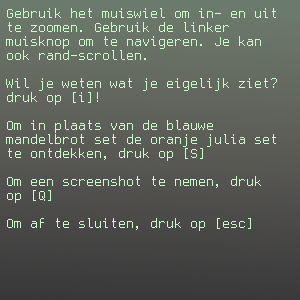 Gebruik het muiswiel om in- en uit
te zoomen. Gebruik de linker
muisknop om te navigeren. Je kan
ook rand-scrollen.
Wil je weten wat je eigelijk ziet?
druk op [i]!
Om in plaats van de blauwe
mandelbrot set de oranje julia set
te ontdekken, druk op [S]
Om een screenshot te nemen, druk
op [Q]
Om af te sluiten, druk op [esc]